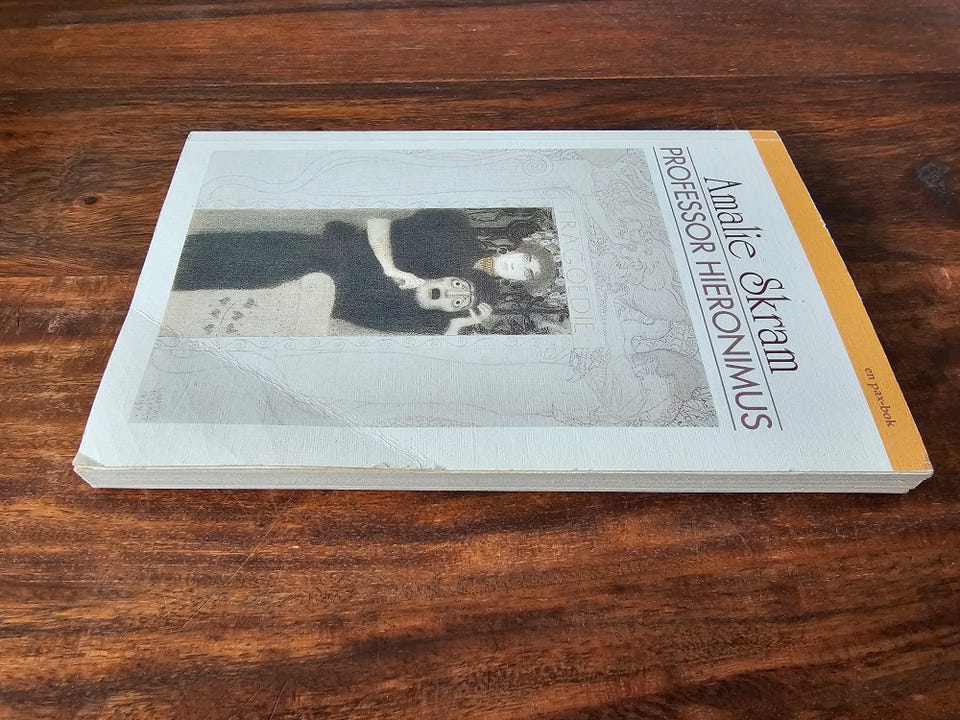 en pax-bok
Amalie Skram
PROFESSOR HIERONIMUS
TRAGOEDIE